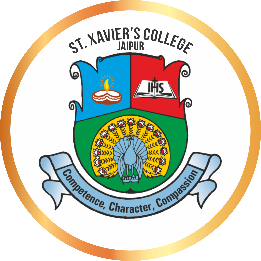 ST. XAVIER'S COLLEGE
JAIPUR
IHS
Competence, Character, Compassion